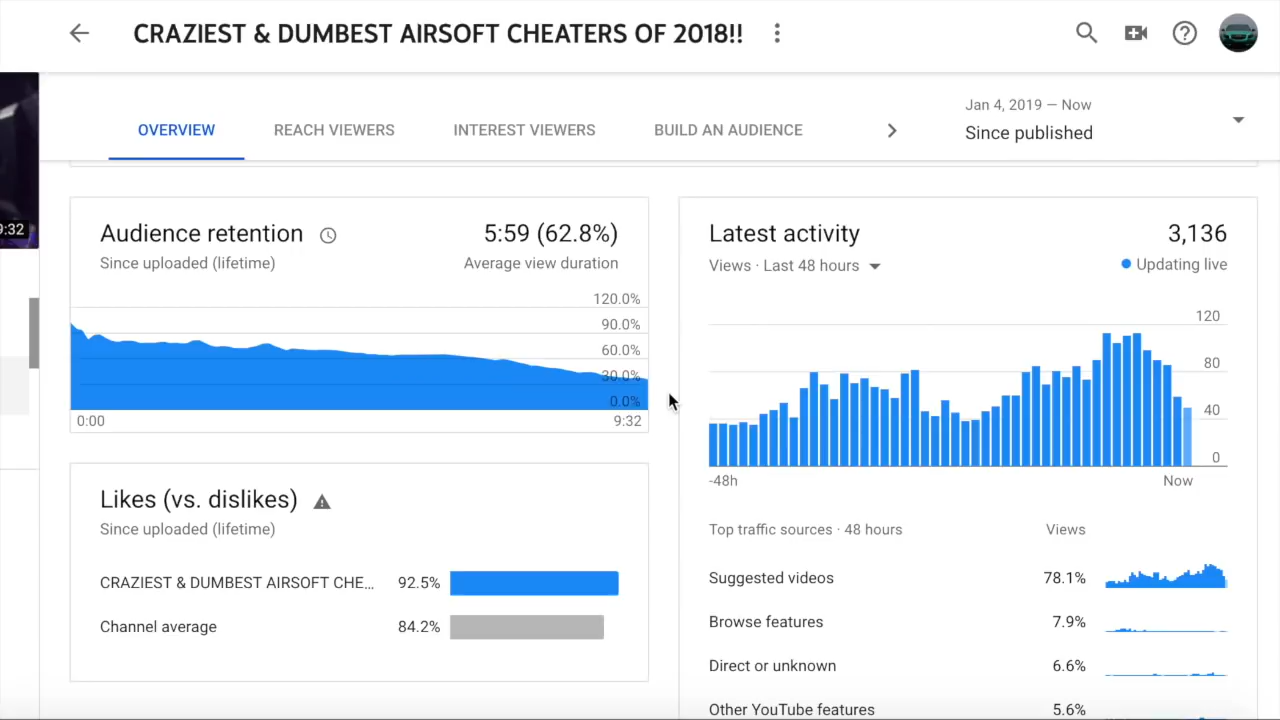 CRAZIEST & DUMBEST AIRSOFT CHEATERS OF 2018!!
OVERVIEW
REACH VIEWERS
INTEREST VIEWERS
BUILD AN AUDIENCE
Jan 4, 2019 – Now
Since published
9:32
Audience retention
5:59 (62.8%)
Since uploaded (lifetime)
Average view duration
120.0%
90.0%
60.0%
30.0%
0.0%
0:00
9:32
Likes (vs. dislikes)
Since uploaded (lifetime)
CRAZIEST & DUMBEST AIRSOFT CHE... 92.5%
Channel average 84.2%
Latest activity
3,136
Views · Last 48 hours
Updating live
120
80
40
0
-48h
Now
Top traffic sources · 48 hours Views
Suggested videos 78.1%
Browse features 7.9%
Direct or unknown 6.6%
Other YouTube features 5.6%